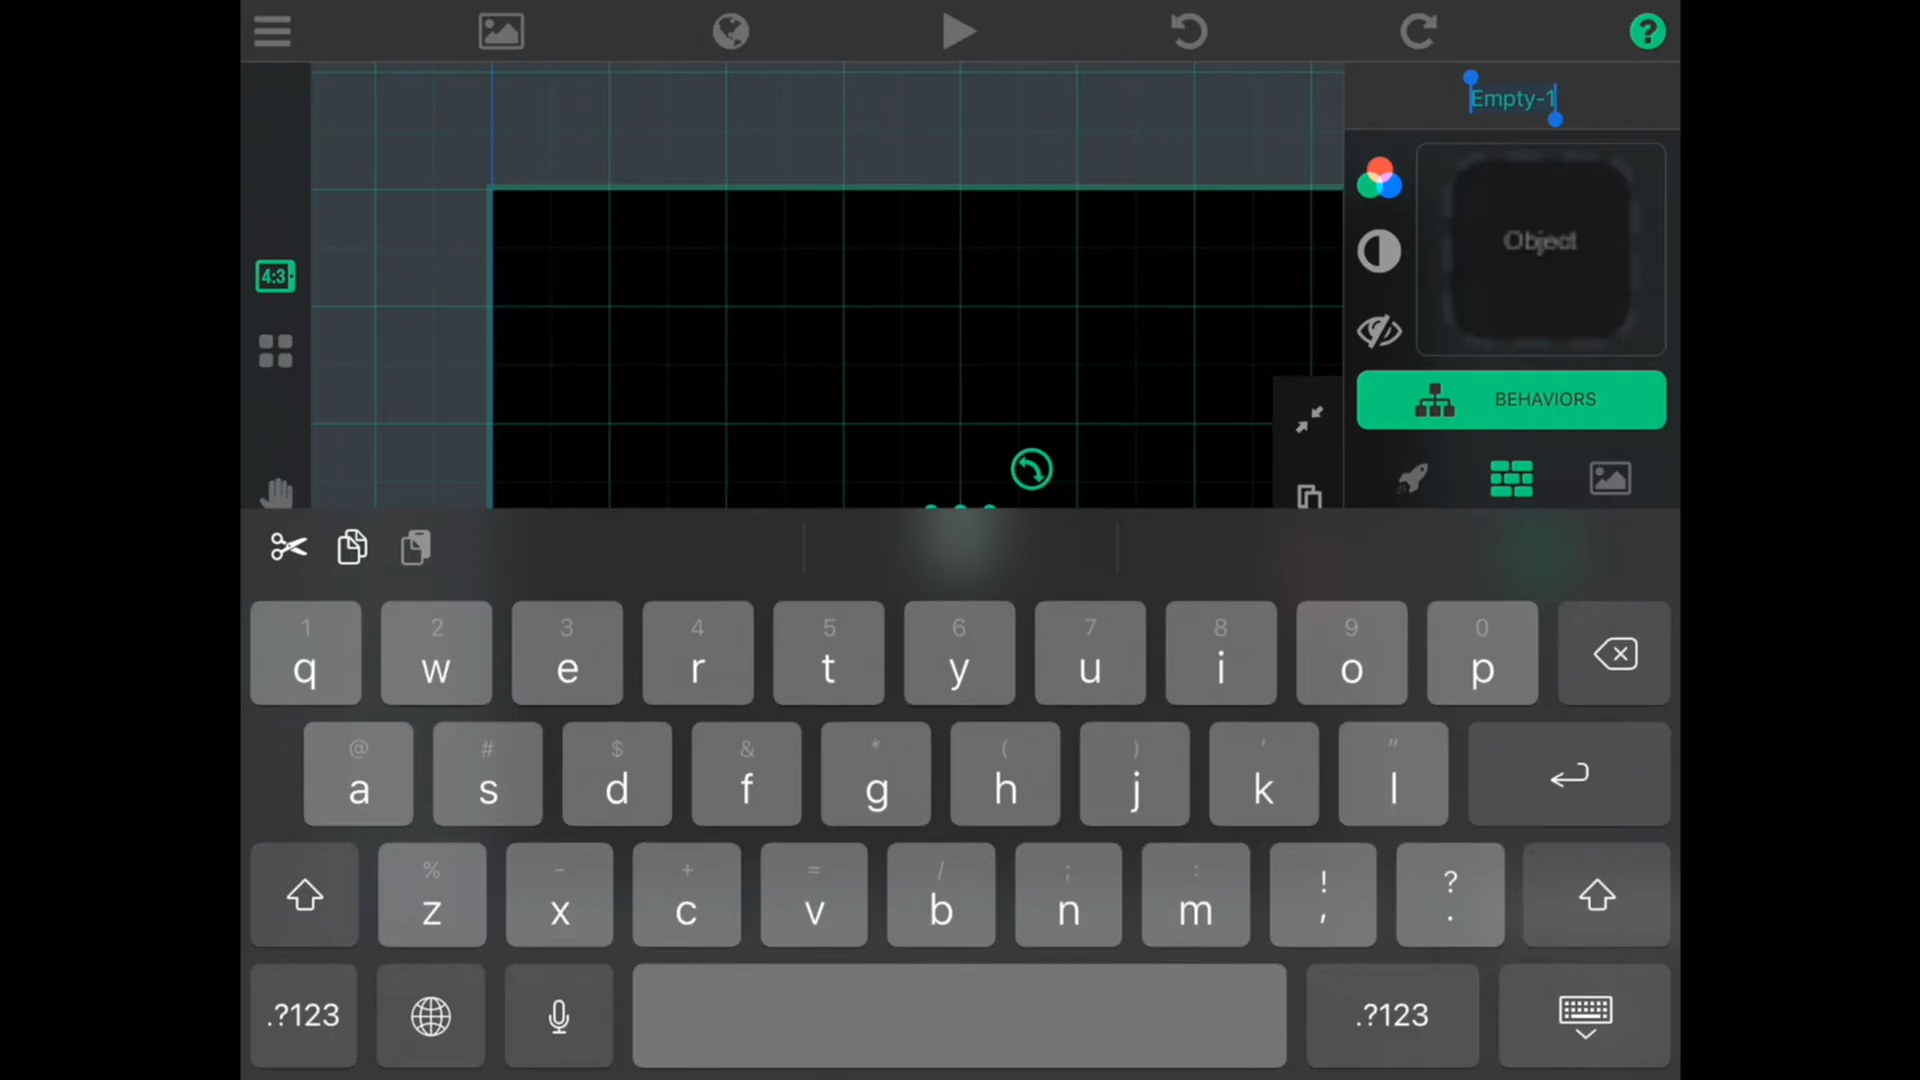 ?
Empty-1
4:3
Object
BEHAVIORS
1 2 3 4 5 6 7 8 9 0
q w e r t y u i o p
@ # $ & * ( ) ' "
a s d f g h j k l
% - + = / ; : ! ?
z x c v b n m , .
.?123 .?123